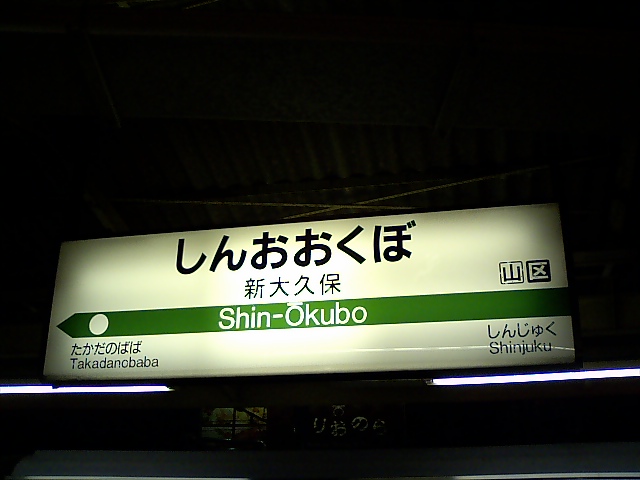 しんおおくぼ
新大久保
山区
Shin-Ōkubo
たかだのばば
Takadanobaba
しんじゅく
Shinjuku